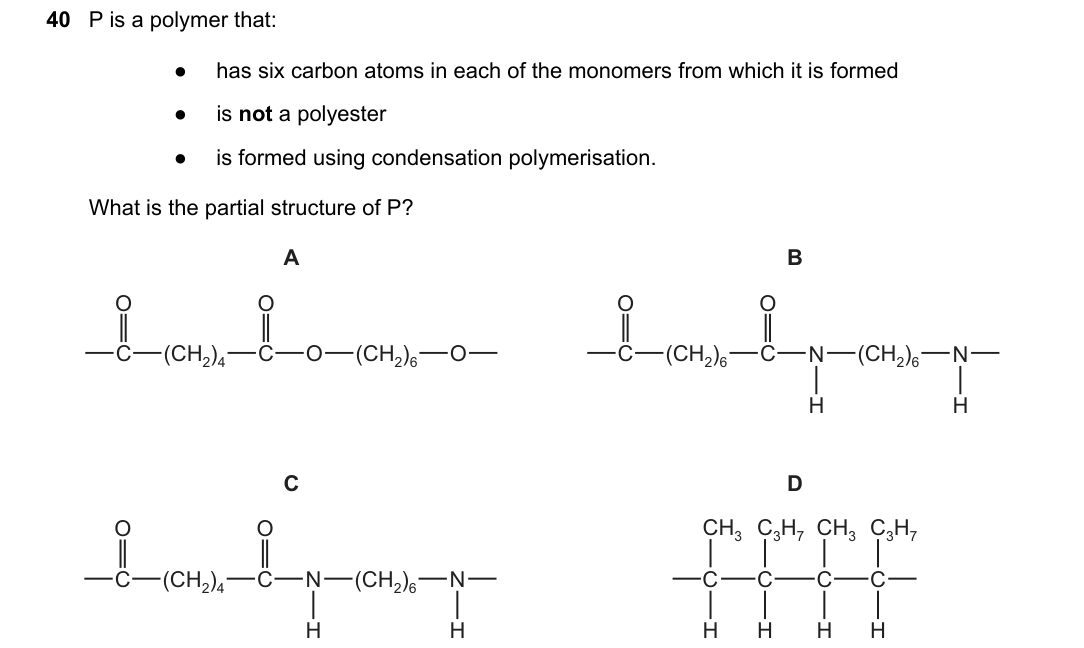 40 P is a polymer that:
● has six carbon atoms in each of the monomers from which it is formed
● is not a polyester
● is formed using condensation polymerisation.
What is the partial structure of P?
A B
O O O O
C (CH₂)₄ C O (CH₂)₆ O C (CH₂)₆ C N (CH₂)₆ N
H H
C D
O O CH₃ C₃H₇ CH₃ C₃H₇
C (CH₂)₄ C N (CH₂)₆ N C C C C
H H H H H H